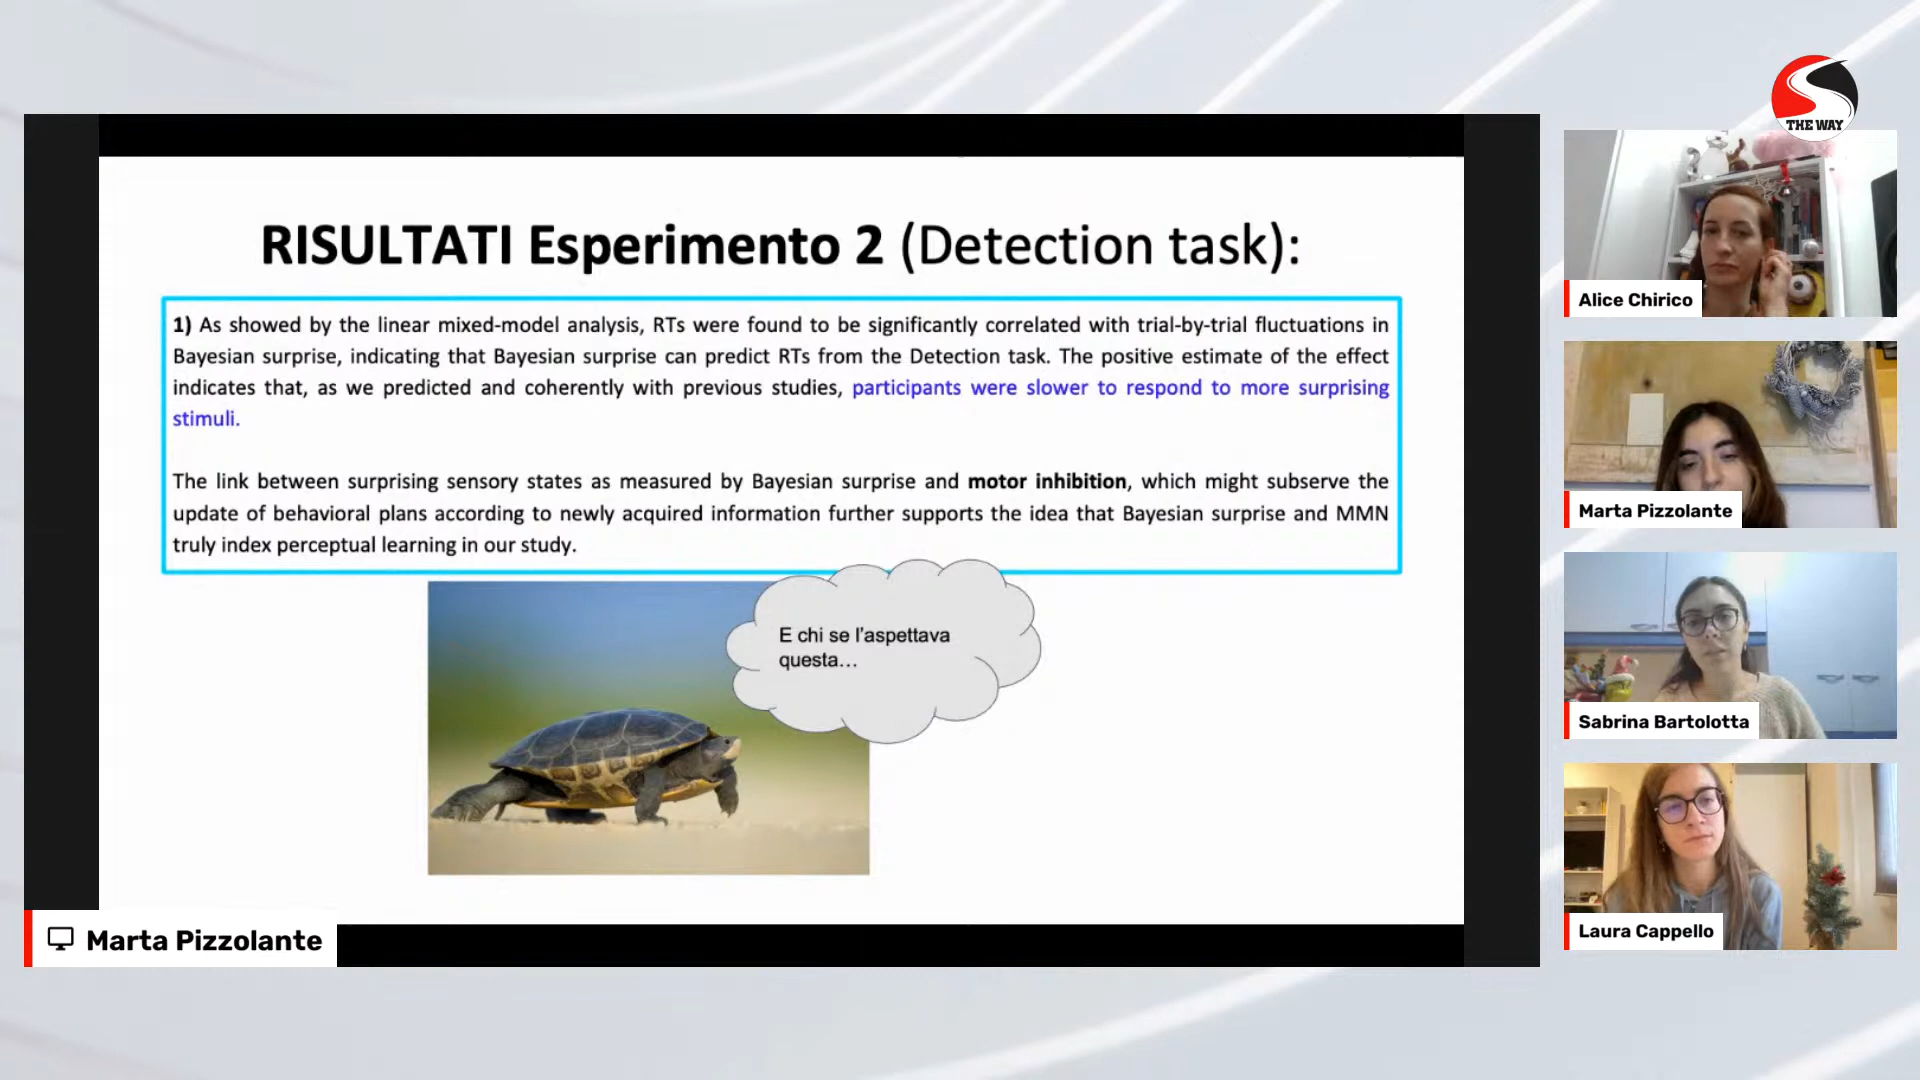 THE WAY
RISULTATI Esperimento 2 (Detection task):
1) As showed by the linear mixed-model analysis, RTs were found to be significantly correlated with trial-by-trial fluctuations in
Bayesian surprise, indicating that Bayesian surprise can predict RTs from the Detection task. The positive estimate of the effect
indicates that, as we predicted and coherently with previous studies, participants were slower to respond to more surprising
stimuli.
The link between surprising sensory states as measured by Bayesian surprise and motor inhibition, which might subserve the
update of behavioral plans according to newly acquired information further supports the idea that Bayesian surprise and MMN
truly index perceptual learning in our study.
E chi se l'aspettava
questa...
Marta Pizzolante
Alice Chirico
Marta Pizzolante
Sabrina Bartolotta
Laura Cappello